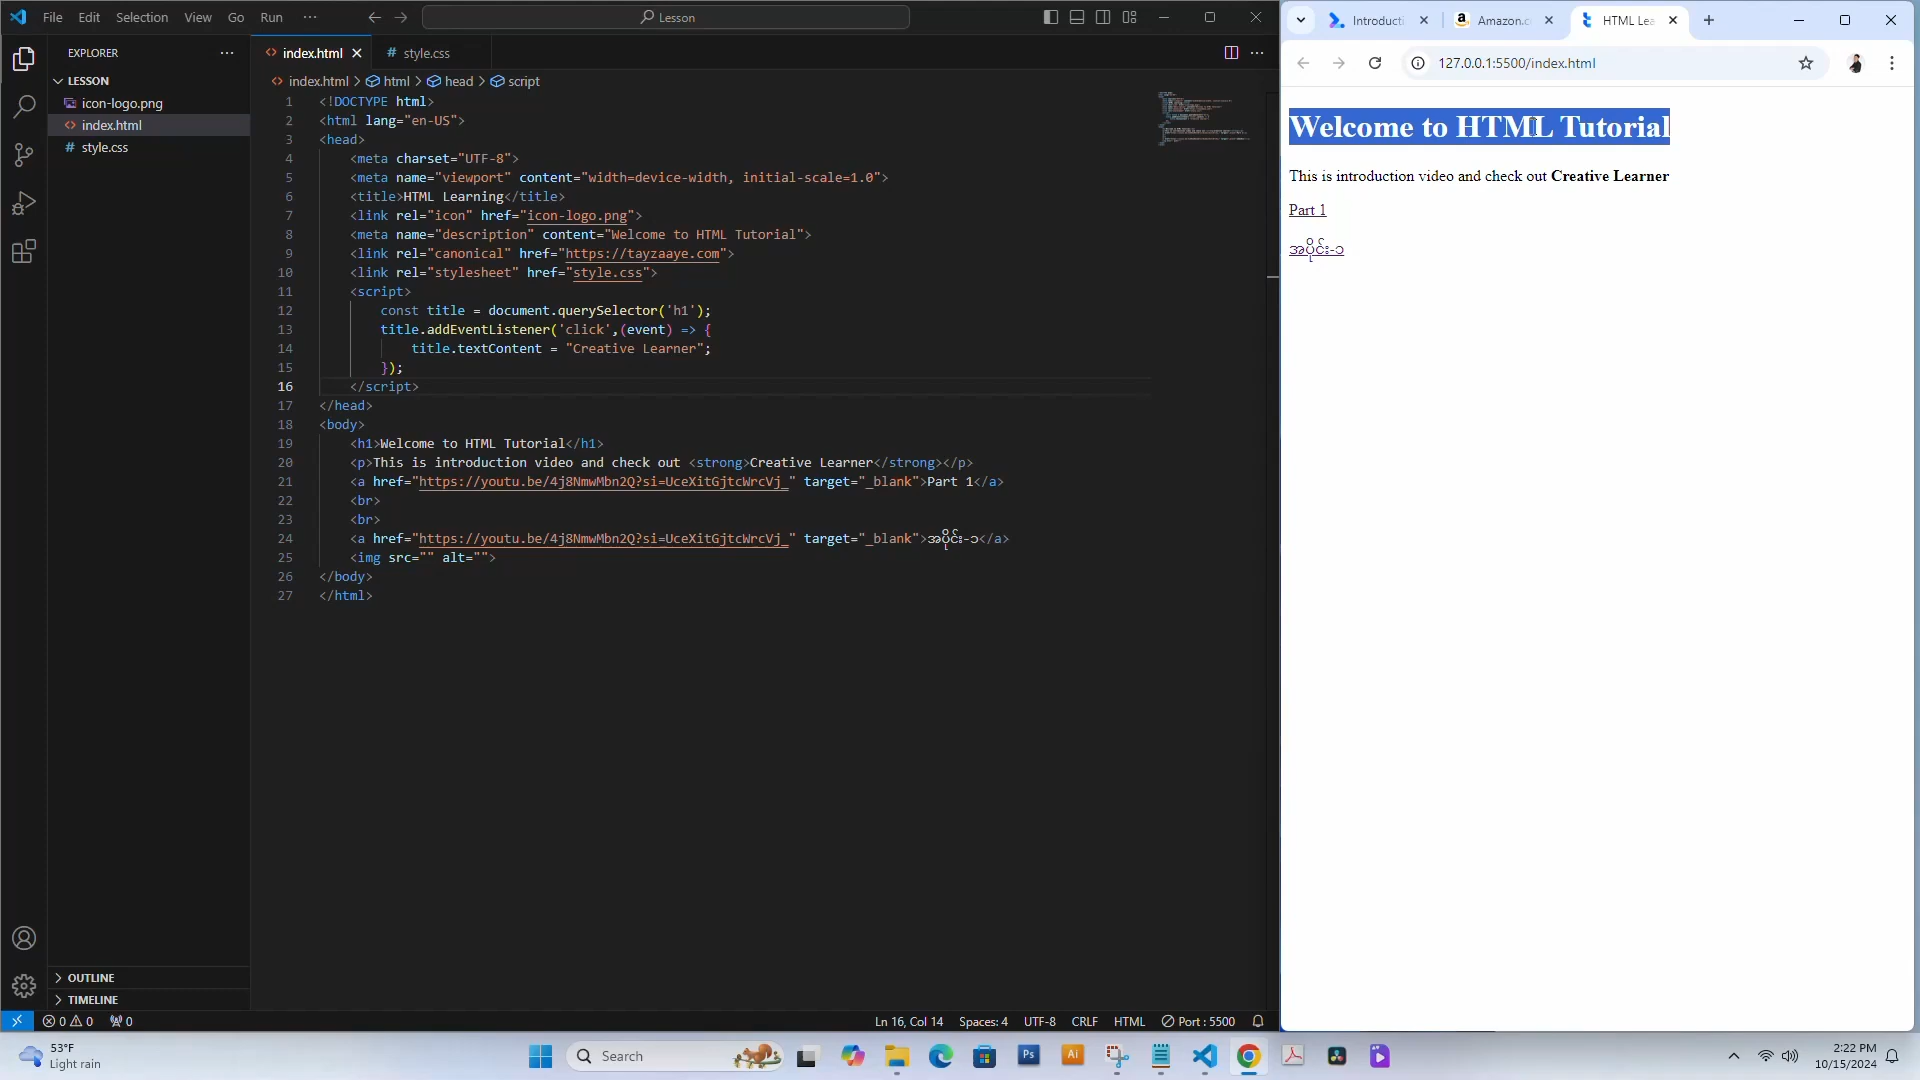 File Edit Selection View Go Run ··· Lesson
EXPLORER ···
LESSON
icon-logo.png
index.html
style.css
OUTLINE
TIMELINE
index.html style.css
index.html > html > head > script
1 <!DOCTYPE html>
2 <html lang="en-US">
3 <head>
4 <meta charset="UTF-8">
5 <meta name="viewport" content="width=device-width, initial-scale=1.0">
6 <title>HTML Learning</title>
7 <link rel="icon" href="icon-logo.png">
8 <meta name="description" content="Welcome to HTML Tutorial">
9 <link rel="canonical" href="https://tayzaaye.com">
10 <link rel="stylesheet" href="style.css">
11 <script>
12 const title = document.querySelector('h1');
13 title.addEventListener('click',(event) => {
14 title.textContent = "Creative Learner";
15 });
16 </script>
17 </head>
18 <body>
19 <h1>Welcome to HTML Tutorial</h1>
20 <p>This is introduction video and check out <strong>Creative Learner</strong></p>
21 <a href="https://youtu.be/4j8NmwMbn2Q?si=UceXitGjtcWrcVj_" target="_blank">Part 1</a>
22 <br>
23 <br>
24 <a href="https://youtu.be/4j8NmwMbn2Q?si=UceXitGjtcWrcVj_" target="_blank">အပိုင်း-၁</a>
25 <img src="" alt="">
26 </body>
27 </html>
0 0 0 Ln 16, Col 14 Spaces: 4 UTF-8 CRLF HTML Port : 5500
Introducti Amazon.c HTML Lea
127.0.0.1:5500/index.html
Welcome to HTML Tutorial
This is introduction video and check out Creative Learner
Part 1
အပိုင်း-၁
53°F
Light rain
Search
Ps Ai
2:22 PM
10/15/2024